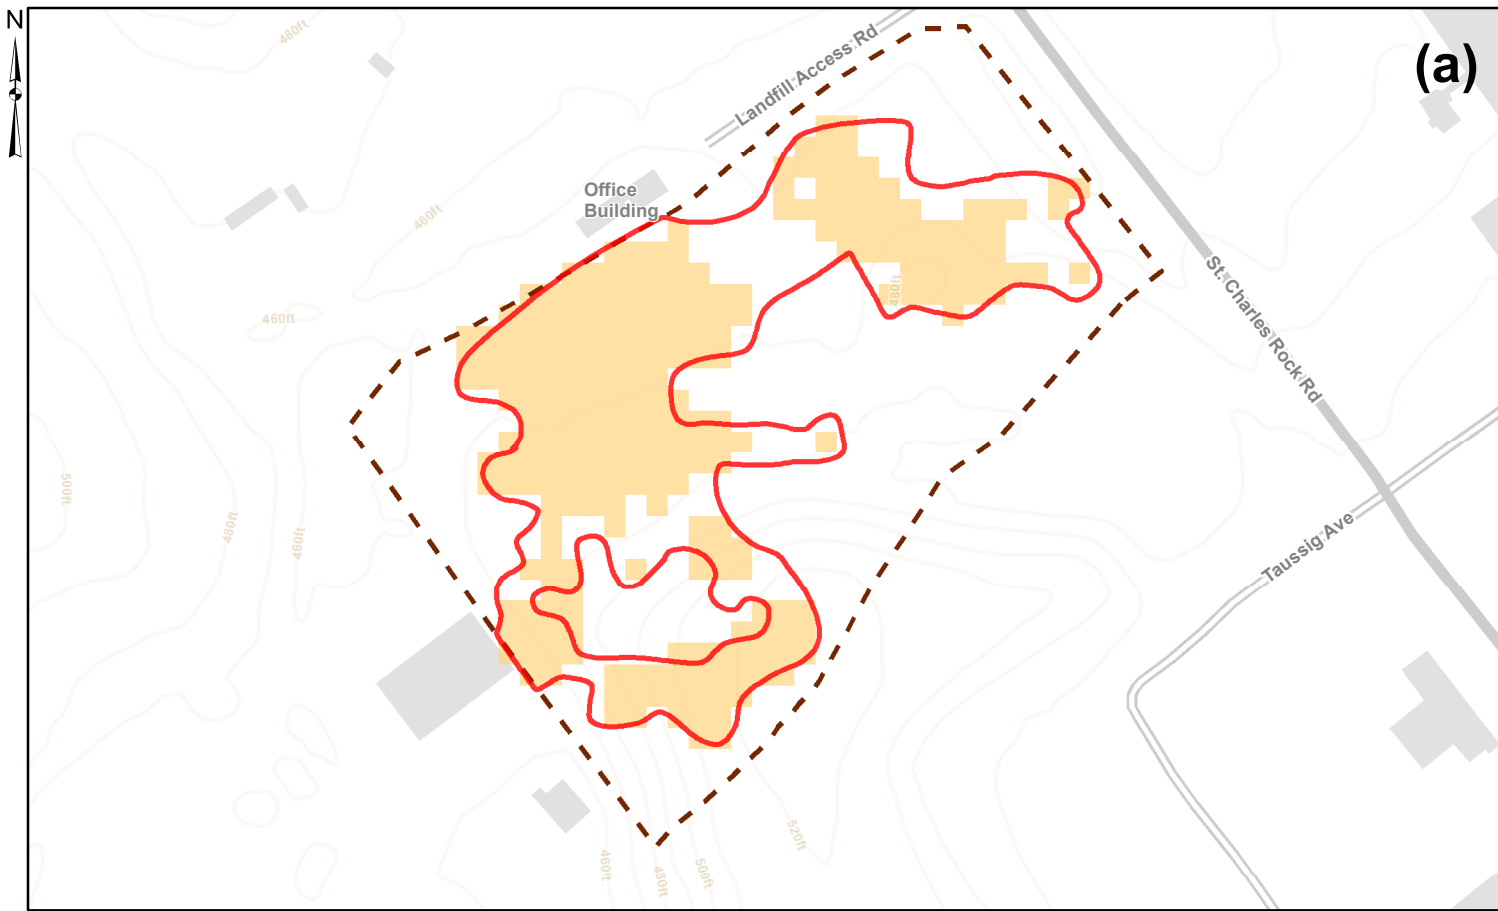 N
(a)
480ft
Landfill Access Rd
Office
Building
460ft
460ft
480ft
St. Charles Rock Rd
500ft
480ft
460ft
Taussig Ave
520ft
460ft
480ft
500ft